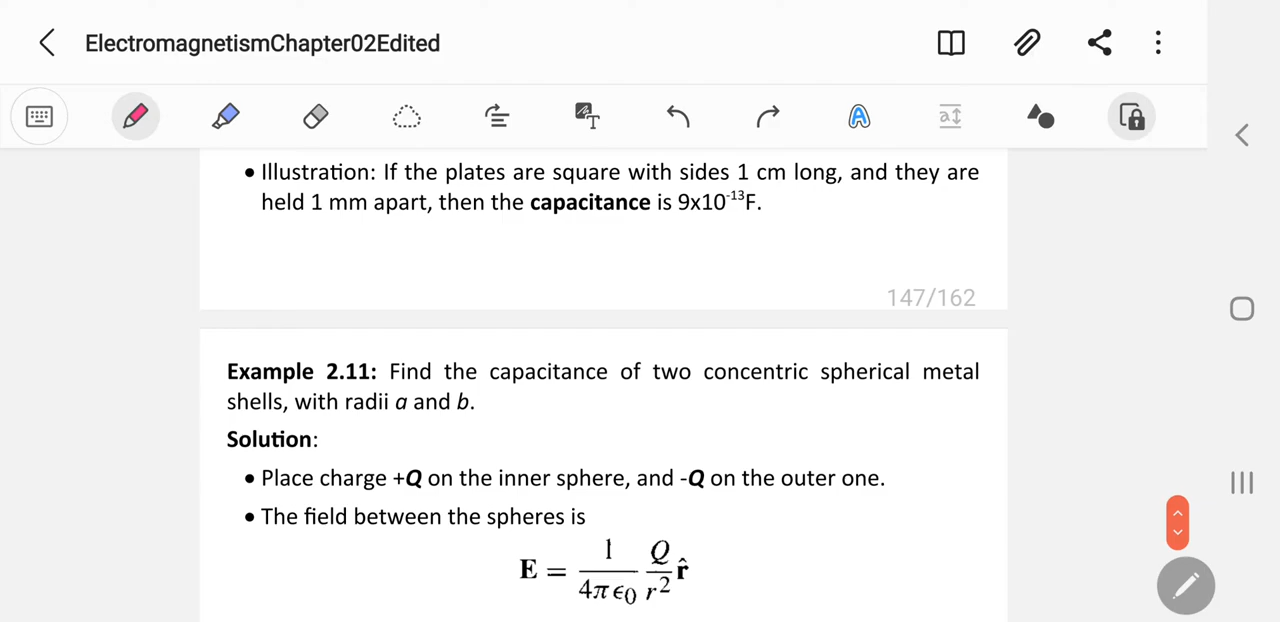 ElectromagnetismChapter02Edited
• Illustration: If the plates are square with sides 1 cm long, and they are
held 1 mm apart, then the capacitance is 9x10⁻¹³F.
147/162
Example 2.11: Find the capacitance of two concentric spherical metal
shells, with radii a and b.
Solution:
• Place charge +Q on the inner sphere, and -Q on the outer one.
• The field between the spheres is
E = 1/(4πϵ₀) Q/r² r̂